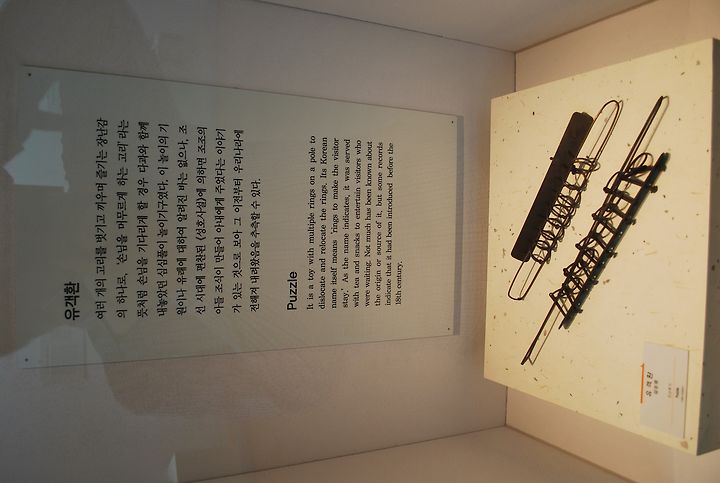 유객환
여러 개의 고리를 벗기고 끼우며 즐기는 장난감
의 하나로, '손님을 머무르게 하는 고리'라는
뜻처럼 손님을 기다리게 할 경우 다과와 함께
내놓았던 심심풀이 놀이기구였다. 이 놀이의 기
원이나 유래에 대하여 알려진 바는 없으나, 조
선 시대에 편찬된 《성호사설》에 의하면 조조의
아들 조식이 만들어 아내에게 주었다는 이야기
가 있는 것으로 보아 그 이전부터 우리나라에
전해져 내려왔음을 추측할 수 있다.
Puzzle
It is a toy with multiple rings on a pole to
dislocate and relocate the rings. Its Korean
name itself means 'rings to make the visitor
stay.' As the name indicates, it was served
with tea and snacks to entertain visitors who
were waiting. Not much has been known about
the origin or source of it, but some records
indicate that it had been introduced before the
18th century.
유객환
Puzzle